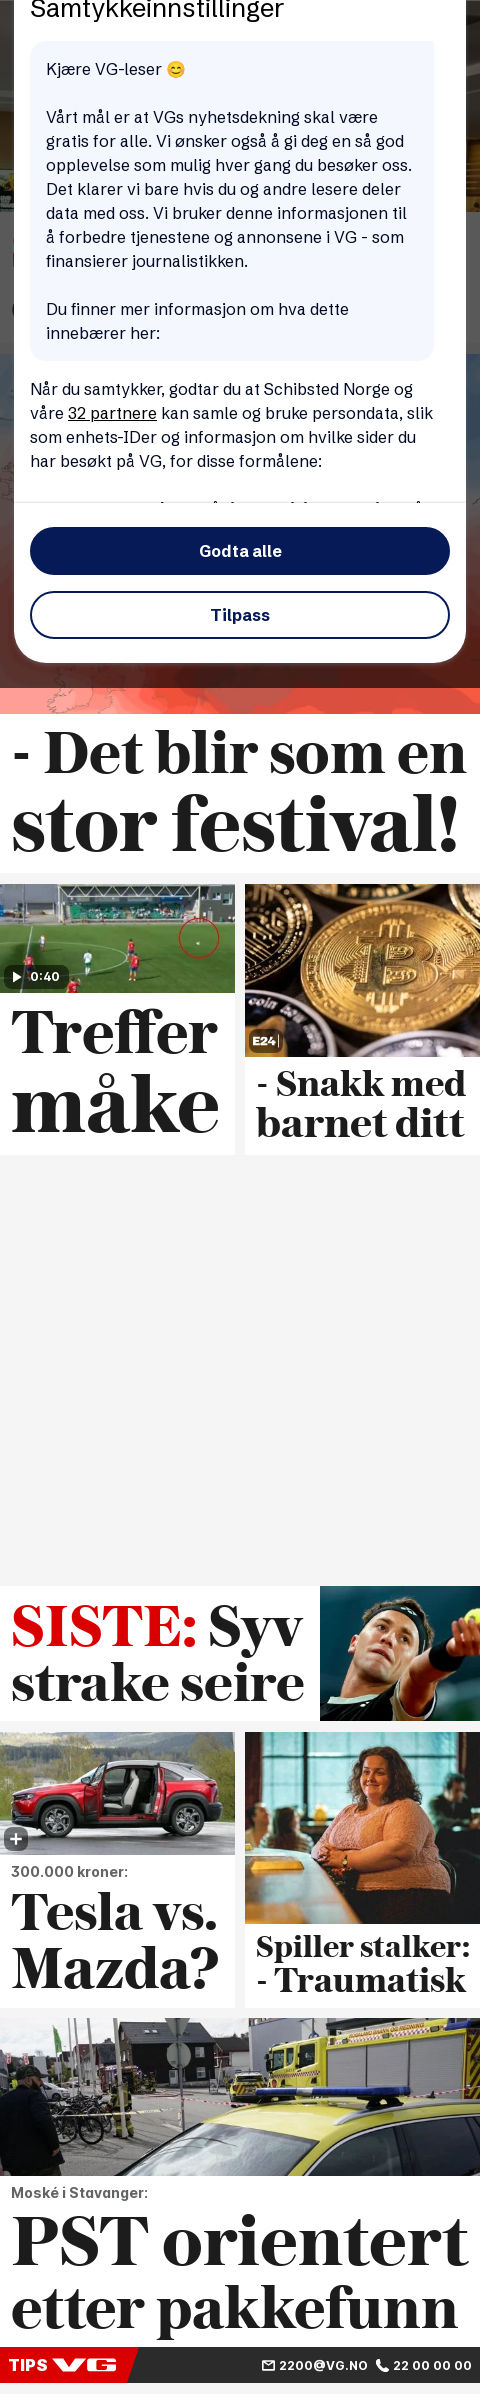 Samtykkeinnstillinger
Kjære VG-leser 😊
Vårt mål er at VGs nyhetsdekning skal være
gratis for alle. Vi ønsker også å gi deg en så god
opplevelse som mulig hver gang du besøker oss.
Det klarer vi bare hvis du og andre lesere deler
data med oss. Vi bruker denne informasjonen til
å forbedre tjenestene og annonsene i VG - som
finansierer journalistikken.
Du finner mer informasjon om hva dette
innebærer her:
Når du samtykker, godtar du at Schibsted Norge og
våre 32 partnere kan samle og bruke persondata, slik
som enhets-IDer og informasjon om hvilke sider du
har besøkt på VG, for disse formålene:
Godta alle
Tilpass
- Det blir som en
stor festival!
0:40
Treffer
måke
E24
- Snakk med
barnet ditt
SISTE: Syv
strake seire
300.000 kroner:
Tesla vs.
Mazda?
Spiller stalker:
- Traumatisk
Moské i Stavanger:
PST orientert
etter pakkefunn
TIPS VG 2200@VG.NO 22 00 00 00